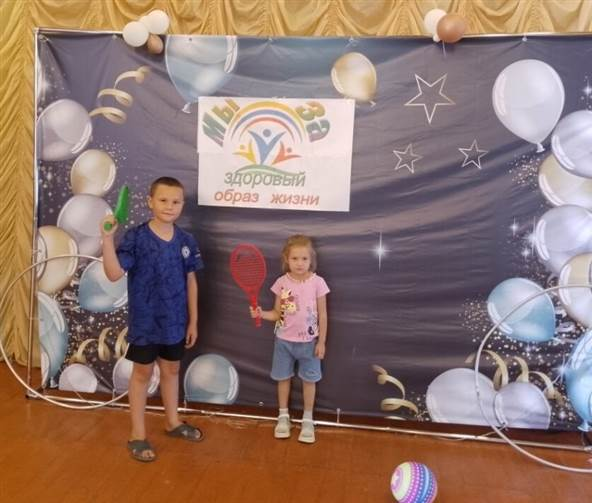 Мы За
здоровый
образ жизни